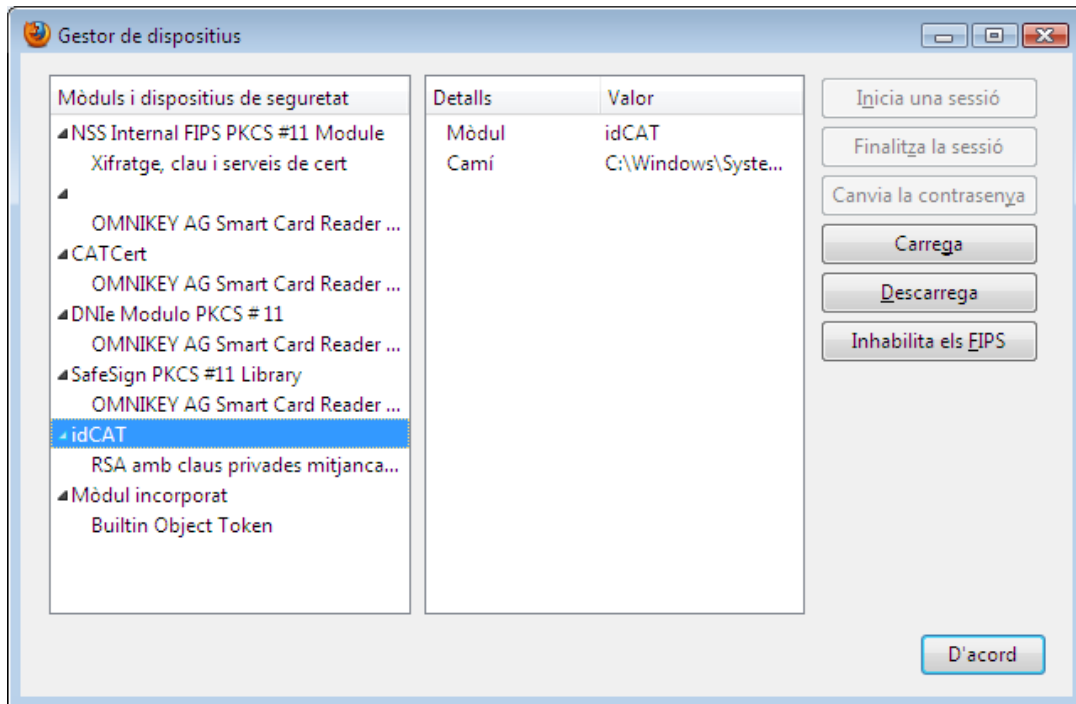 Gestor de dispositius
Mòduls i dispositius de seguretat
NSS Internal FIPS PKCS #11 Module
Xifratge, clau i serveis de cert
OMNIKEY AG Smart Card Reader ...
CATCert
OMNIKEY AG Smart Card Reader ...
DNIe Modulo PKCS # 11
OMNIKEY AG Smart Card Reader ...
SafeSign PKCS #11 Library
OMNIKEY AG Smart Card Reader ...
idCAT
RSA amb claus privades mitjanca...
Mòdul incorporat
Builtin Object Token
Detalls Valor
Mòdul idCAT
Camí C:\Windows\Syste...
Inicia una sessió
Finalitza la sessió
Canvia la contrasenya
Carrega
Descarrega
Inhabilita els FIPS
D'acord